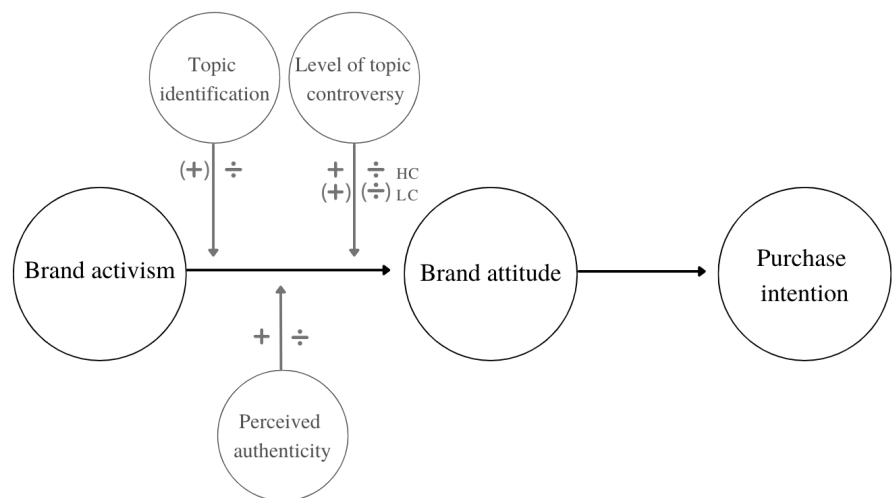 Topic
identification
Level of topic
controversy
(+) ÷
+ ÷ HC
(+) (÷) LC
Brand activism
Brand attitude
Purchase
intention
+ ÷
Perceived
authenticity